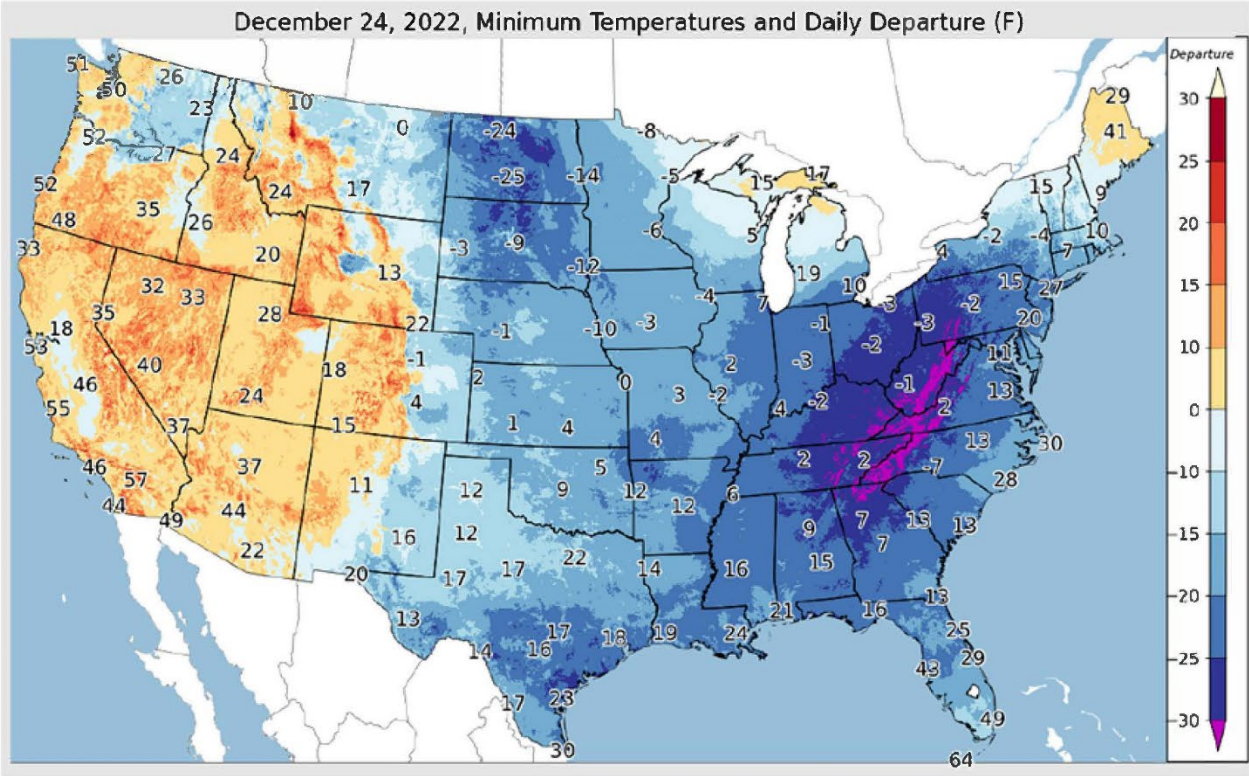 December 24, 2022, Minimum Temperatures and Daily Departure (F)
Departure
30
25
20
15
10
0
-10
-15
-20
-25
-30
51 26 29
50 23 10 0 -24 -8 41
52 27 24 -25 -14 -5 15 17 15 9
52 35 24 17
48 26 -6 5 -2 -4 10
33 20 -3 -9 4 7
32 33 13 -12 19 10 15 27
35 28 -4 7 -3 -2
18 22 -1 -10 -3 -1 -3 20
53 40 18 -1 2 -3 -2 11
46 24 2 0 3 -2 -1 13
55 4 4 -2 2
37 15 1 4 4 13 30
46 37 5 2 2 -7
57 11 12 9 12 6 28
44 49 44 12 7 13 13
22 16 12 9 7
20 17 17 22 14 16 15
13 21 16 13
17 18 19 24 25
14 16 43 29
17 23 49
30 64